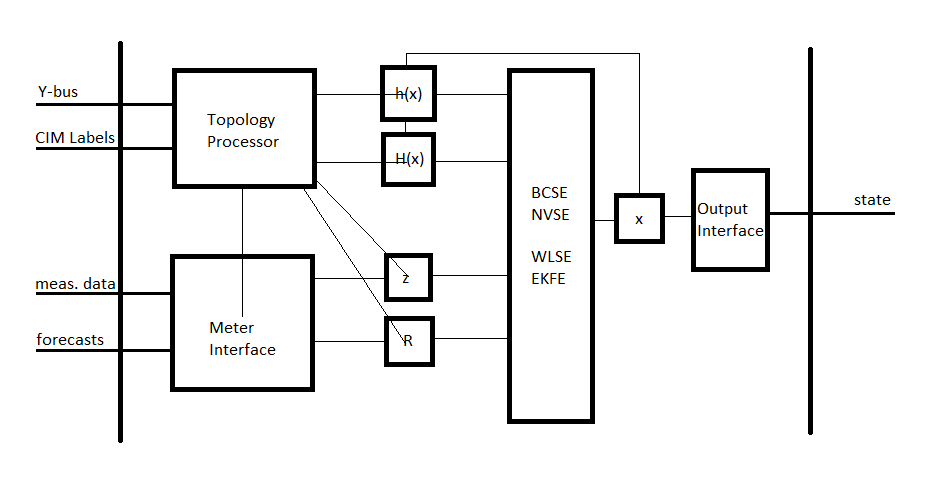 Y-bus
CIM Labels
Topology
Processor
h(x)
H(x)
meas. data
forecasts
Meter
Interface
z
R
BCSE
NVSE
WLSE
EKFE
x
Output
Interface
state